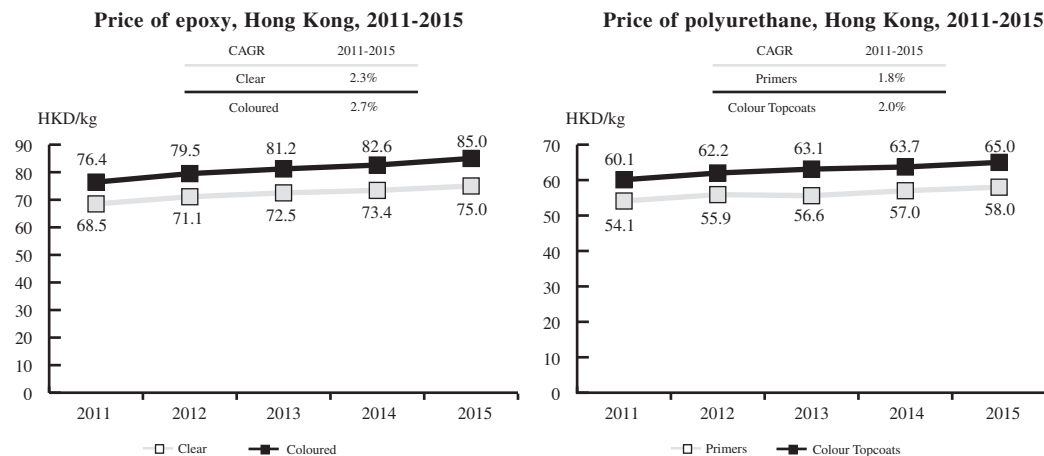 Price of epoxy, Hong Kong, 2011-2015
CAGR 2011-2015
Clear 2.3%
Coloured 2.7%
HKD/kg
90
80
70
60
50
40
30
20
10
0
76.4 79.5 81.2 82.6 85.0
68.5 71.1 72.5 73.4 75.0
2011 2012 2013 2014 2015
Clear Coloured
Price of polyurethane, Hong Kong, 2011-2015
CAGR 2011-2015
Primers 1.8%
Colour Topcoats 2.0%
HKD/kg
70
60
50
40
30
20
10
0
60.1 62.2 63.1 63.7 65.0
54.1 55.9 56.6 57.0 58.0
2011 2012 2013 2014 2015
Primers Colour Topcoats